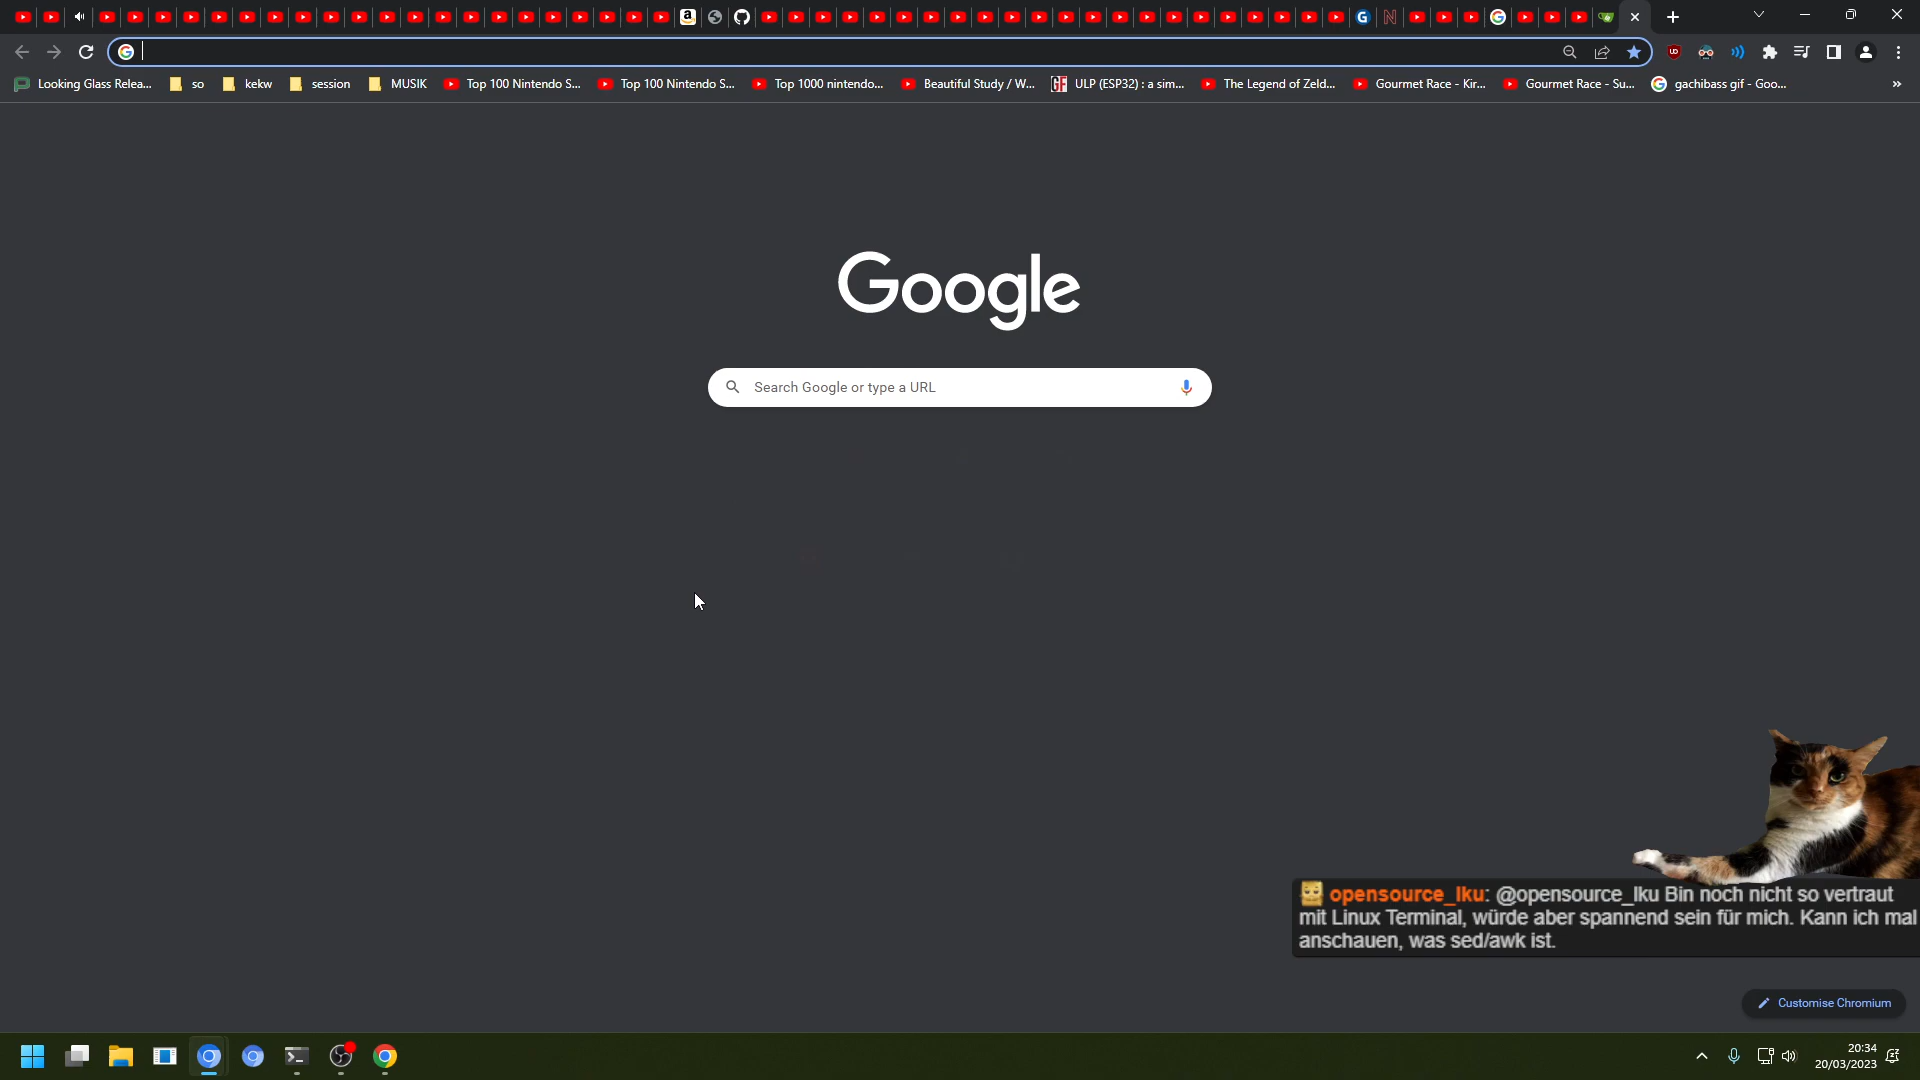 Looking Glass Relea...
so
kekw
session
MUSIK
Top 100 Nintendo S...
Top 100 Nintendo S...
Top 1000 nintendo...
Beautiful Study / W...
GF
ULP (ESP32) : a sim...
The Legend of Zeld...
Gourmet Race - Kir...
Gourmet Race - Su...
gachibass gif - Goo...
Google
Search Google or type a URL
opensource_lku: @opensource_lku Bin noch nicht so vertraut
mit Linux Terminal, würde aber spannend sein für mich. Kann ich mal
anschauen, was sed/awk ist.
Customise Chromium
20:34
20/03/2023